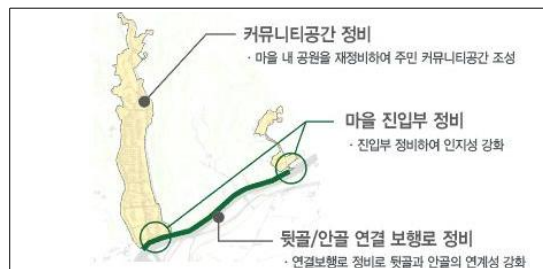 커뮤니티공간 정비
· 마을 내 공원을 재정비하여 주민 커뮤니티공간 조성
마을 진입부 정비
· 진입부 정비하여 인지성 강화
뒷골/안골 연결 보행로 정비
· 연결보행로 정비로 뒷골과 안골의 연계성 강화